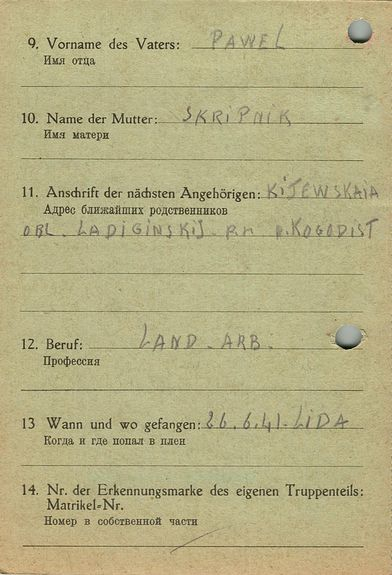 9. Vorname des Vaters: PAWEL
Имя отца
10. Name der Mutter: SKRIPNIK
Имя матери
11. Anschrift der nächsten Angehörigen: KIJEWSKAIA
Адрес ближайших родственников
OBL. LADIGINSKIJ R.N D. KOGODIST
12. Beruf: LAND-ARB.
Профессия
13 Wann und wo gefangen: 26.6.41-LIDA
Когда и где попал в плен
14. Nr. der Erkennungsmarke des eigenen Truppenteils:
Matrikel-Nr.
Номер в собственной части